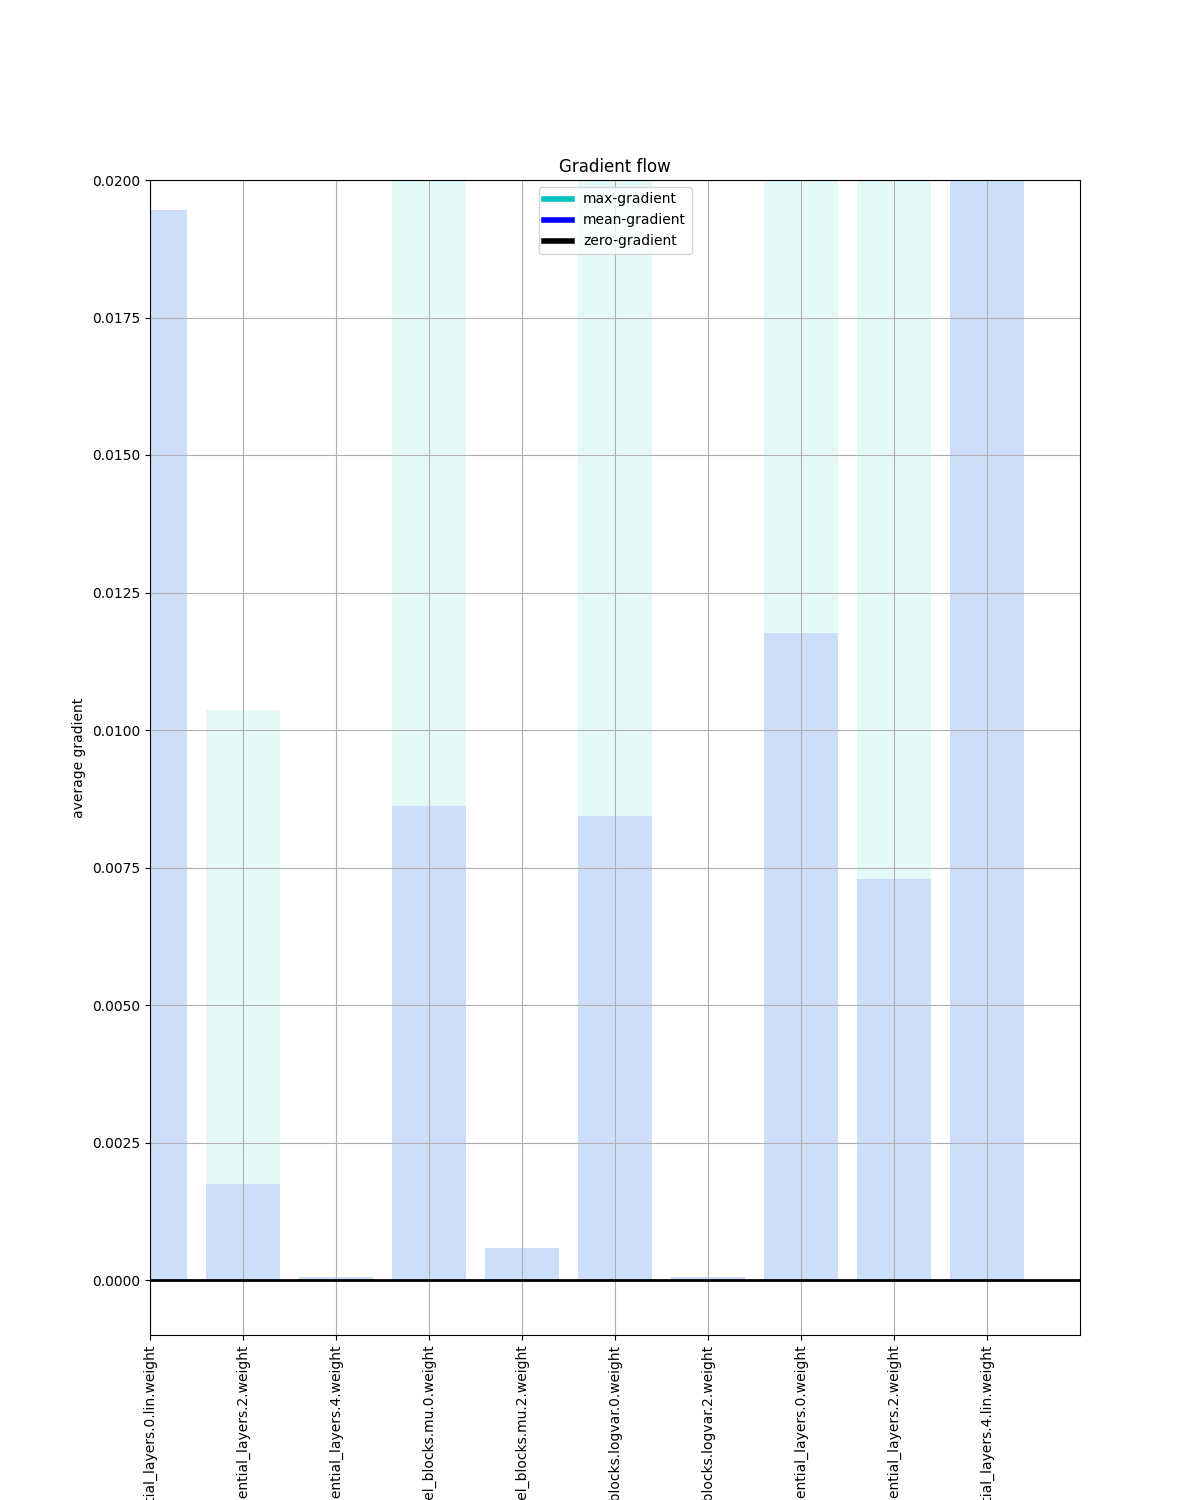 Gradient flow
max-gradient
mean-gradient
zero-gradient
0.0200
0.0175
0.0150
0.0125
0.0100
0.0075
0.0050
0.0025
0.0000
average gradient
tial_layers.0.lin.weight
ential_layers.2.weight
ential_layers.4.weight
el_blocks.mu.0.weight
el_blocks.mu.2.weight
blocks.logvar.0.weight
blocks.logvar.2.weight
ential_layers.0.weight
ential_layers.2.weight
tial_layers.4.lin.weight